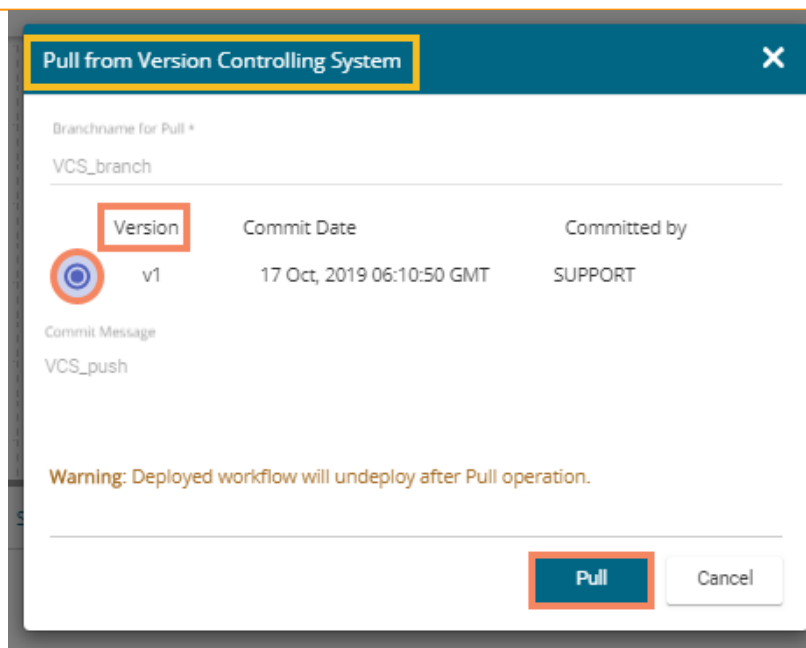 Pull from Version Controlling System
Branchname for Pull *
VCS_branch
Version Commit Date Committed by
v1 17 Oct, 2019 06:10:50 GMT SUPPORT
Commit Message
VCS_push
Warning: Deployed workflow will undeploy after Pull operation.
Pull Cancel